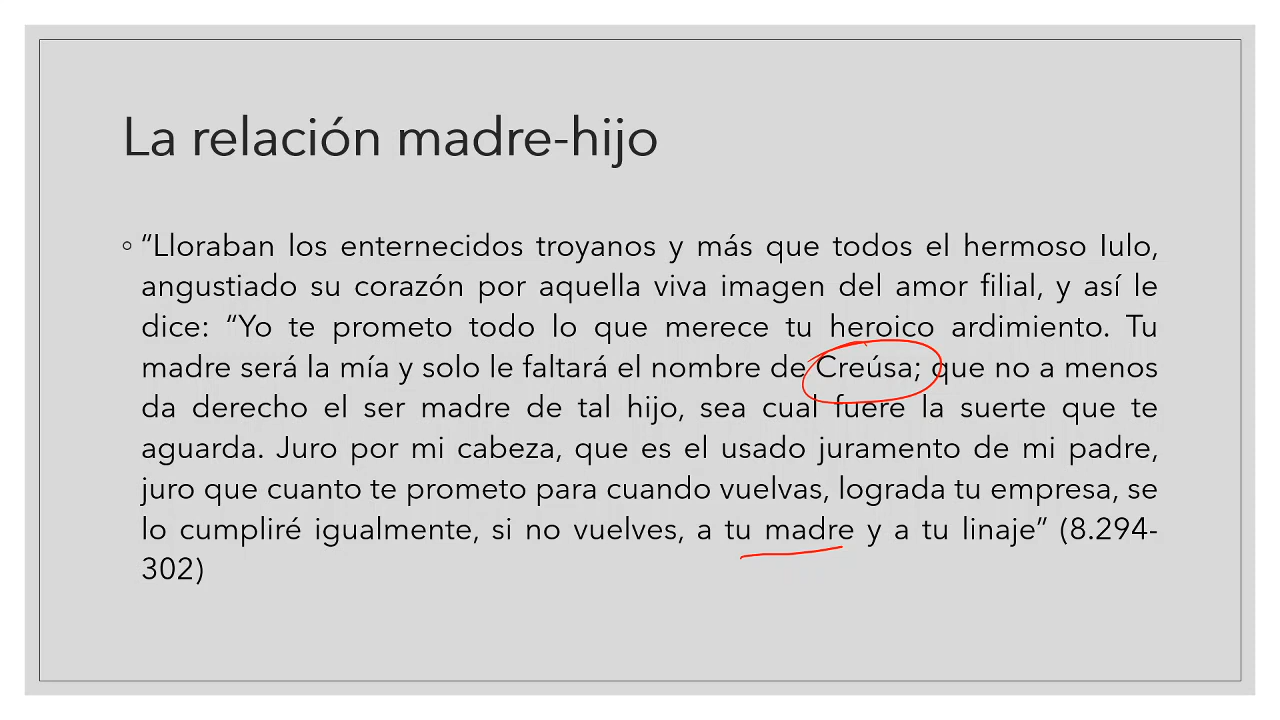 La relación madre-hijo
◦ “Lloraban los enternecidos troyanos y más que todos el hermoso Iulo,
angustiado su corazón por aquella viva imagen del amor filial, y así le
dice: “Yo te prometo todo lo que merece tu heroico ardimiento. Tu
madre será la mía y solo le faltará el nombre de Creúsa; que no a menos
da derecho el ser madre de tal hijo, sea cual fuere la suerte que te
aguarda. Juro por mi cabeza, que es el usado juramento de mi padre,
juro que cuanto te prometo para cuando vuelvas, lograda tu empresa, se
lo cumpliré igualmente, si no vuelves, a tu madre y a tu linaje” (8.294-
302)